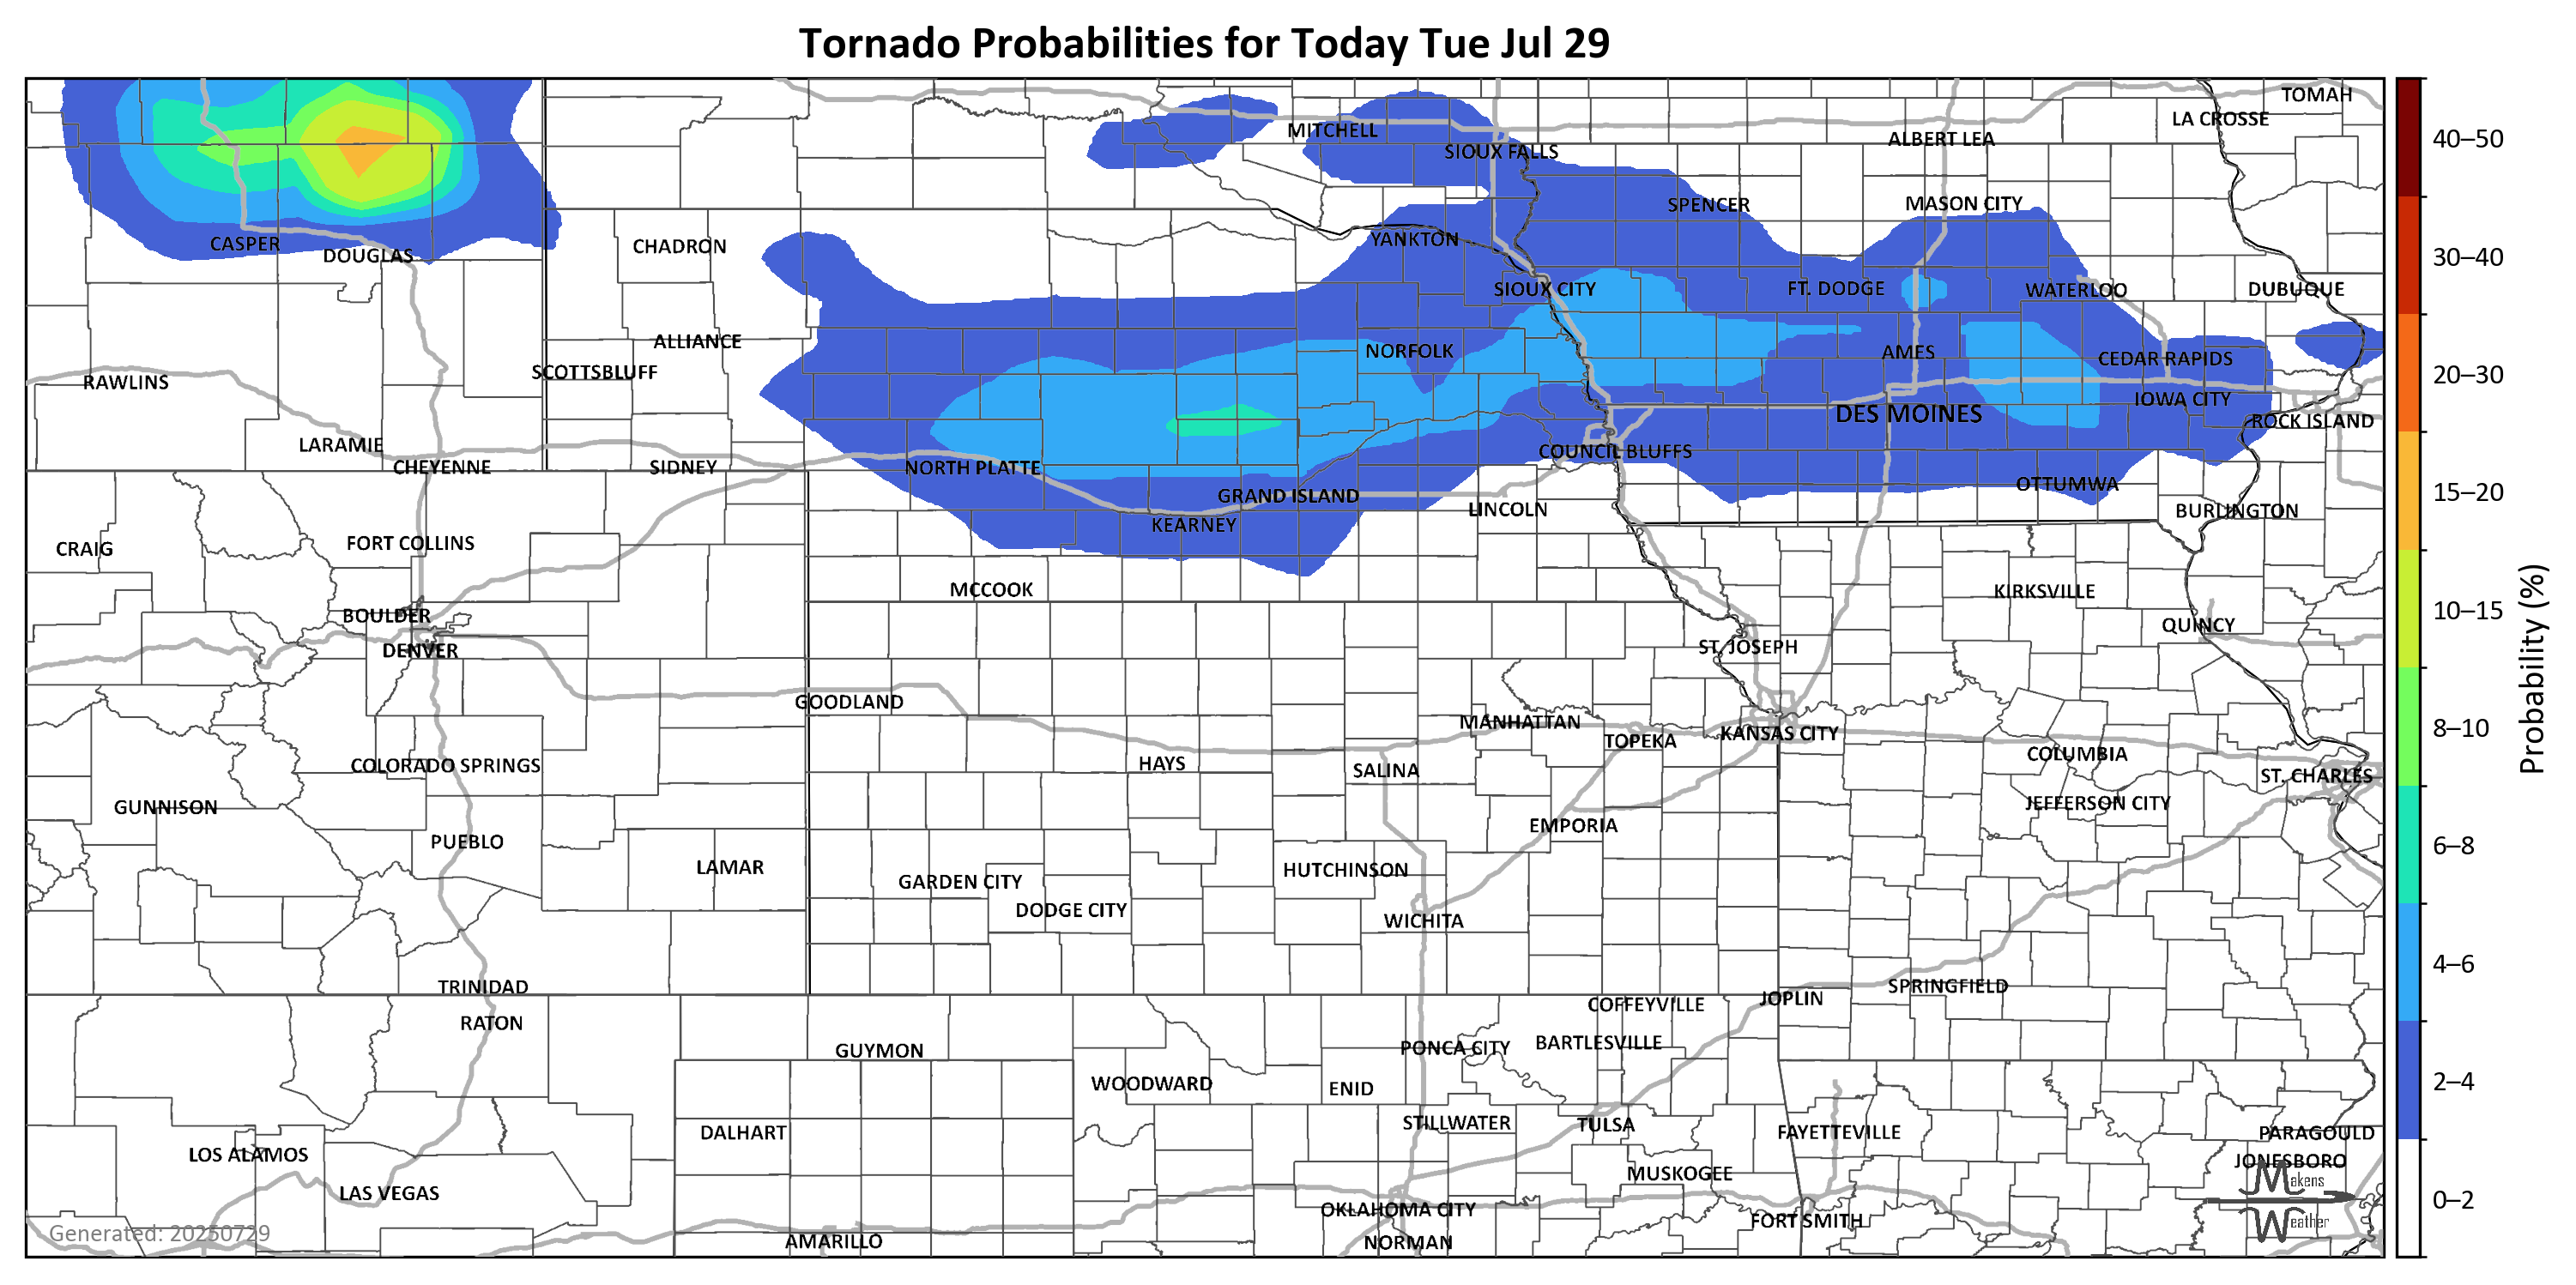 Tornado Probabilities for Today Tue Jul 29
TOMAH
LA CROSSE
MITCHELL
ALBERT LEA
SIOUX FALLS
SPENCER
MASON CITY
YANKTON
CASPER
DOUGLAS
CHADRON
SIOUX CITY
FT. DODGE
WATERLOO
DUBUQUE
ALLIANCE
NORFOLK
AMES
CEDAR RAPIDS
SCOTTSBLUFF
RAWLINS
IOWA CITY
DES MOINES
ROCK ISLAND
LARAMIE
COUNCIL BLUFFS
CHEYENNE
SIDNEY
NORTH PLATTE
OTTUMWA
GRAND ISLAND
LINCOLN
BURLINGTON
KEARNEY
CRAIG
FORT COLLINS
MCCOOK
KIRKSVILLE
BOULDER
QUINCY
DENVER
ST. JOSEPH
GOODLAND
MANHATTAN
TOPEKA
KANSAS CITY
COLUMBIA
COLORADO SPRINGS
HAYS
SALINA
ST. CHARLES
GUNNISON
JEFFERSON CITY
EMPORIA
PUEBLO
LAMAR
HUTCHINSON
GARDEN CITY
DODGE CITY
WICHITA
TRINIDAD
SPRINGFIELD
JOPLIN
COFFEYVILLE
RATON
BARTLESVILLE
PONCA CITY
GUYMON
WOODWARD
ENID
STILLWATER
TULSA
DALHART
FAYETTEVILLE
PARAGOULD
LOS ALAMOS
JONESBORO
MUSKOGEE
LAS VEGAS
OKLAHOMA CITY
FORT SMITH
AMARILLO
NORMAN
Generated: 20250729
Makens
Weather
40–50
30–40
20–30
15–20
10–15
8–10
6–8
4–6
2–4
0–2
Probability (%)